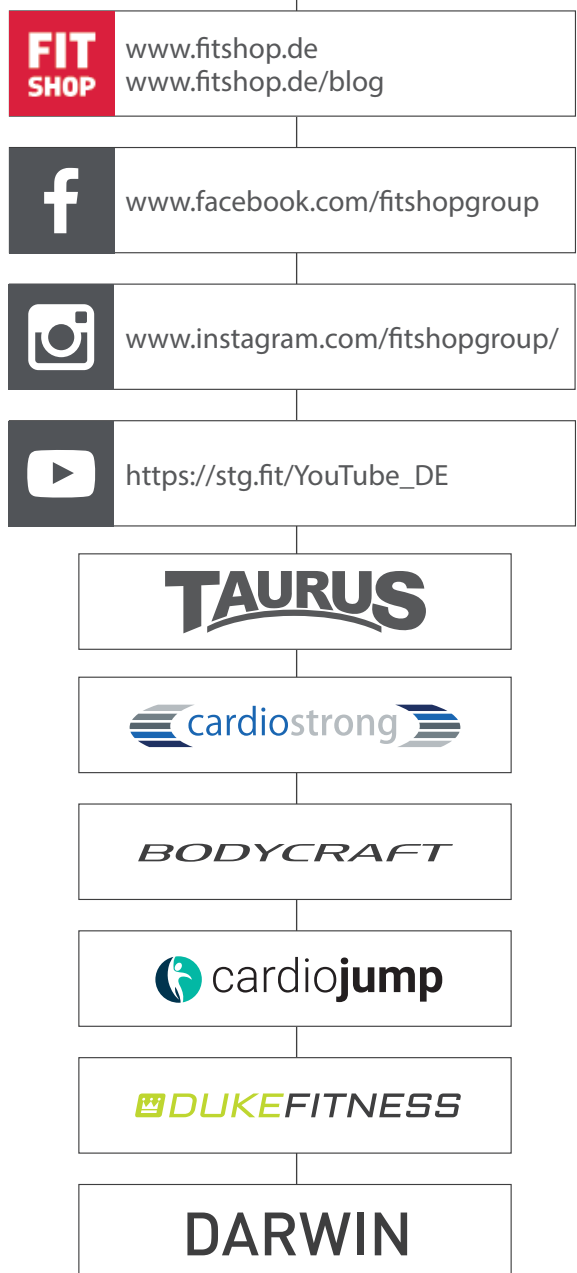 FIT
SHOP
www.fitshop.de
www.fitshop.de/blog
f
www.facebook.com/fitshopgroup
www.instagram.com/fitshopgroup/
https://stg.fit/YouTube_DE
TAURUS
cardiostrong
BODYCRAFT
cardiojump
DUKEFITNESS
DARWIN